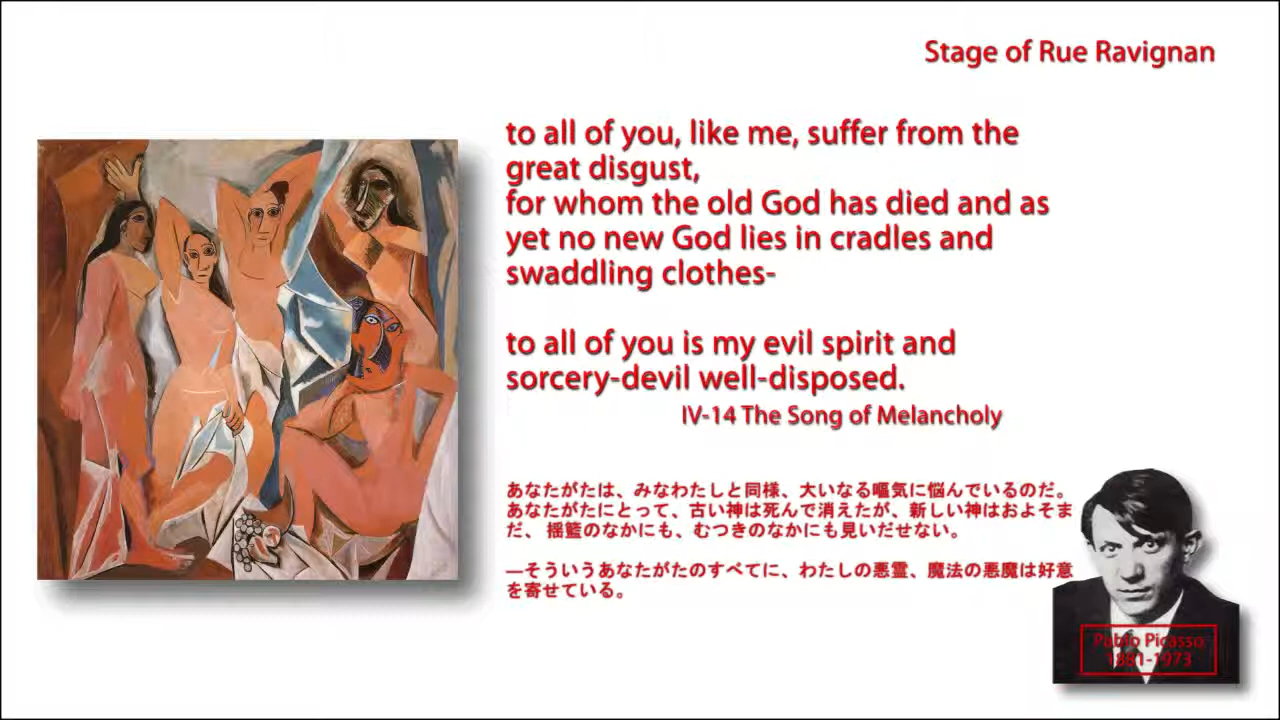 Stage of Rue Ravignan
to all of you, like me, suffer from the
great disgust,
for whom the old God has died and as
yet no new God lies in cradles and
swaddling clothes-
to all of you is my evil spirit and
sorcery-devil well-disposed.
IV-14 The Song of Melancholy
あなたがたは、みなわたしと同様、大いなる嘔気に悩んでいるのだ。
あなたがたにとって、古い神は死んで消えたが、新しい神はおよそま
だ、 揺籃のなかにも、むつきのなかにも見いだせない。
―そういうあなたがたのすべてに、わたしの悪霊、魔法の悪魔は好意
を寄せている。
Pablo Picasso
1881-1973